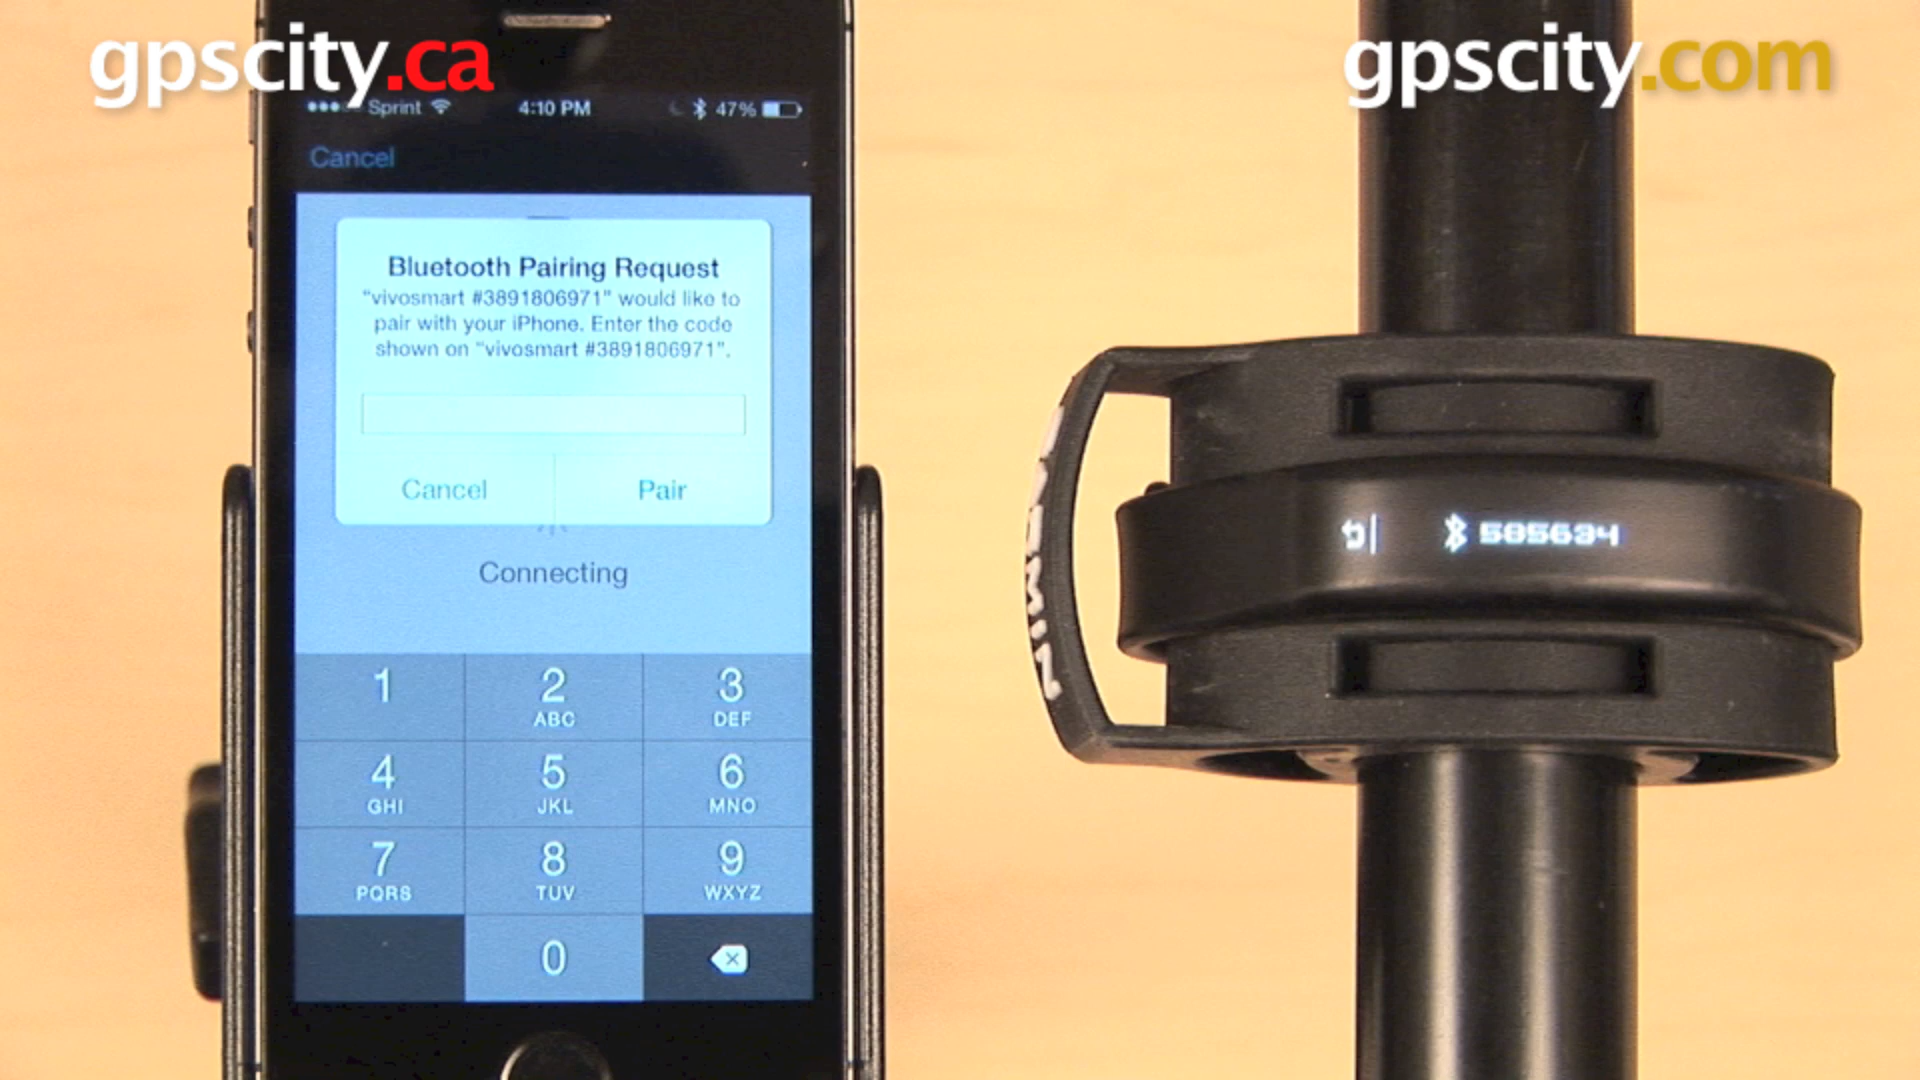 gpscity.ca
gpscity.com
Sprint 4:10 PM 47%
Cancel
Bluetooth Pairing Request
“vivosmart #3891806971” would like to
pair with your iPhone. Enter the code
shown on “vivosmart #3891806971”.
Cancel Pair
Connecting
1 2 3
ABC DEF
4 5 6
GHI JKL MNO
7 8 9
PQRS TUV WXYZ
0
GARMIN
585634